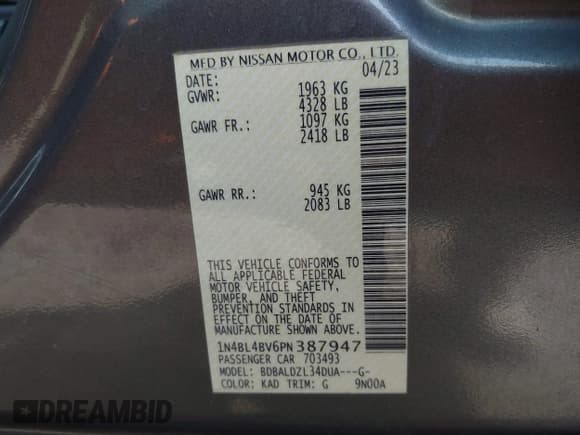 MFD BY NISSAN MOTOR CO., LTD.
DATE: 04/23
GVWR: 1963 KG
4328 LB
GAWR FR.: 1097 KG
2418 LB
GAWR RR.: 945 KG
2083 LB
THIS VEHICLE CONFORMS TO
ALL APPLICABLE FEDERAL
MOTOR VEHICLE SAFETY,
BUMPER, AND THEFT
PREVENTION STANDARDS
IN EFFECT ON THE DATE OF
MANUFACTURE SHOWN ABOVE.
1N4BL4BV6PN387947
PASSENGER CAR 703493
MODEL: BDBALDZL34DUA---G-
COLOR: KAD TRIM: G 9N00A
DREAMBID